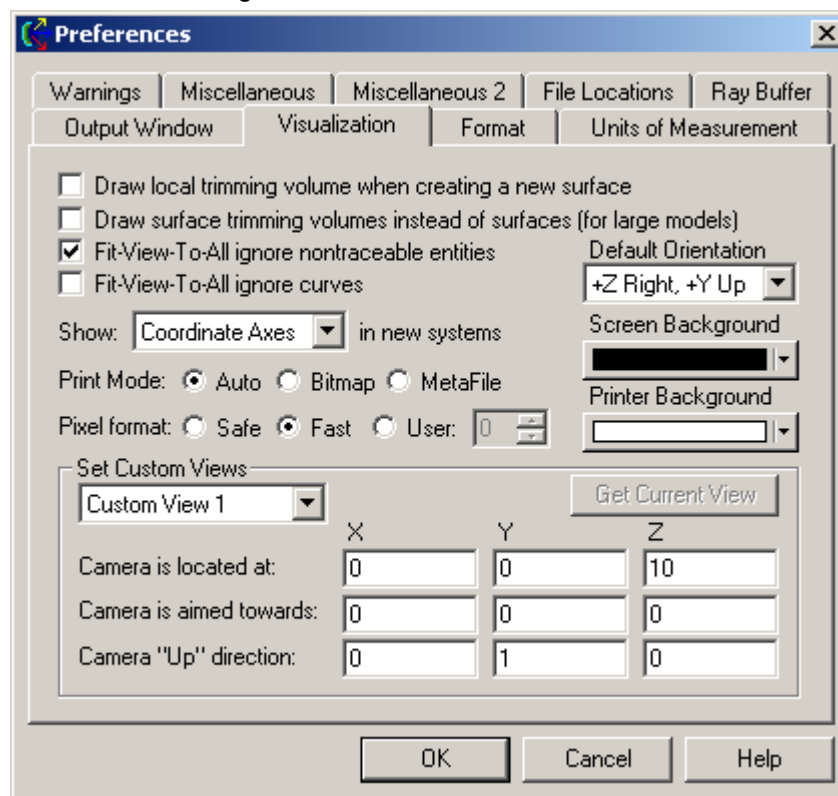 Preferences
Warnings Miscellaneous Miscellaneous 2 File Locations Ray Buffer
Output Window Visualization Format Units of Measurement
Draw local trimming volume when creating a new surface
Draw surface trimming volumes instead of surfaces (for large models)
Fit-View-To-All ignore nontraceable entities Default Orientation
Fit-View-To-All ignore curves +Z Right, +Y Up
Show: Coordinate Axes in new systems Screen Background
Print Mode: Auto Bitmap MetaFile Printer Background
Pixel format: Safe Fast User: 0
Set Custom Views
Custom View 1 Get Current View
X Y Z
Camera is located at: 0 0 10
Camera is aimed towards: 0 0 0
Camera "Up" direction: 0 1 0
OK Cancel Help